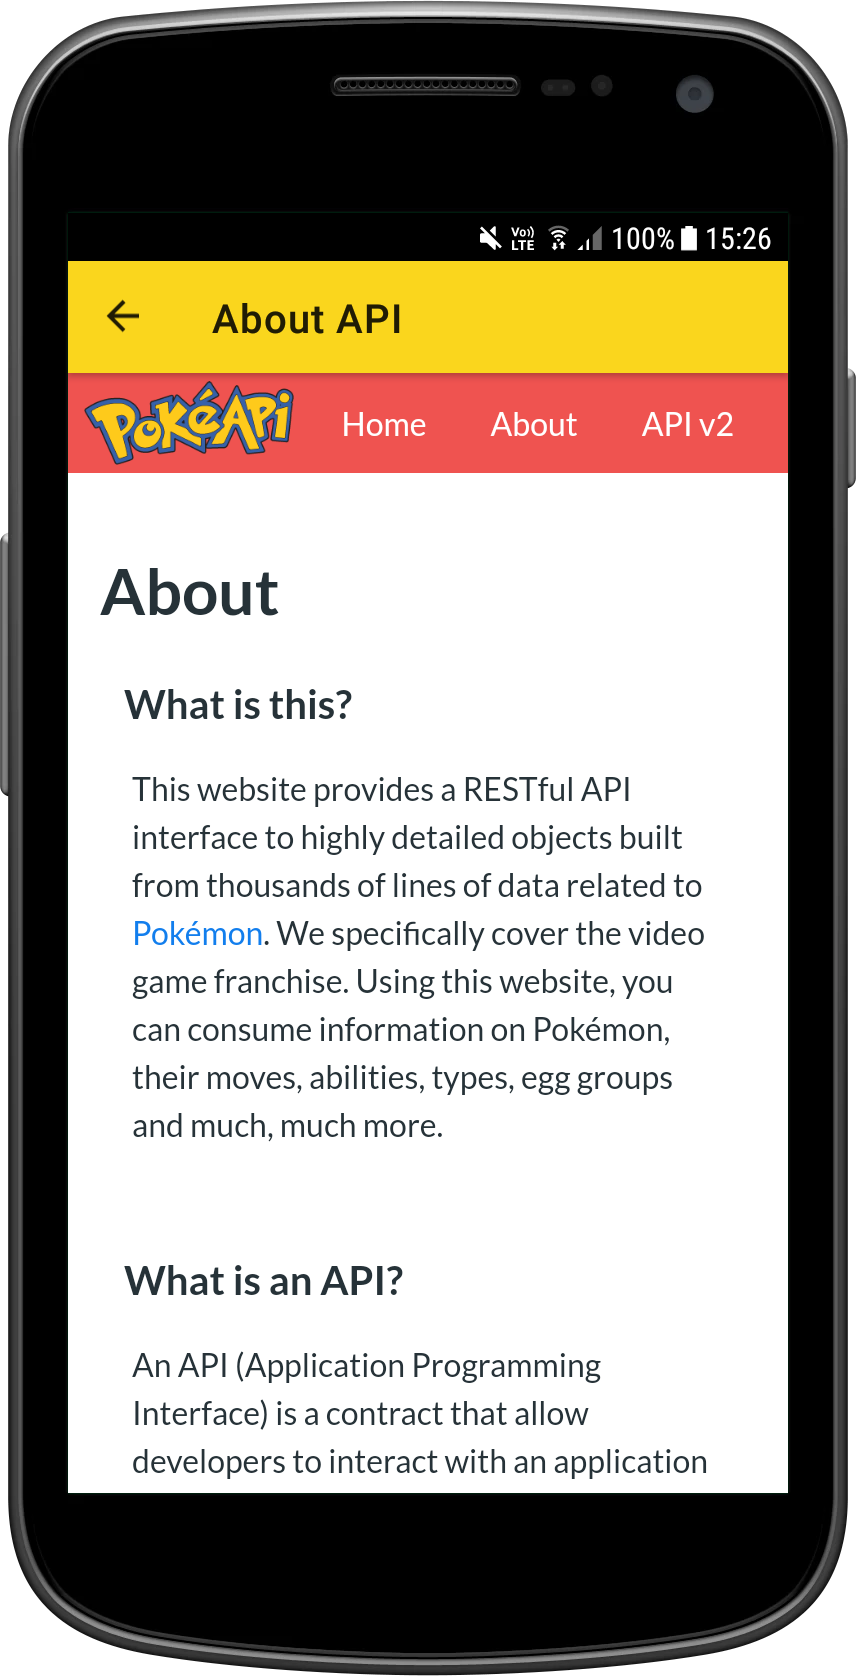 Vo)) LTE 100% 15:26
About API
PokéAPi Home About API v2
About
What is this?
This website provides a RESTful API
interface to highly detailed objects built
from thousands of lines of data related to
Pokémon. We specifically cover the video
game franchise. Using this website, you
can consume information on Pokémon,
their moves, abilities, types, egg groups
and much, much more.
What is an API?
An API (Application Programming
Interface) is a contract that allow
developers to interact with an application